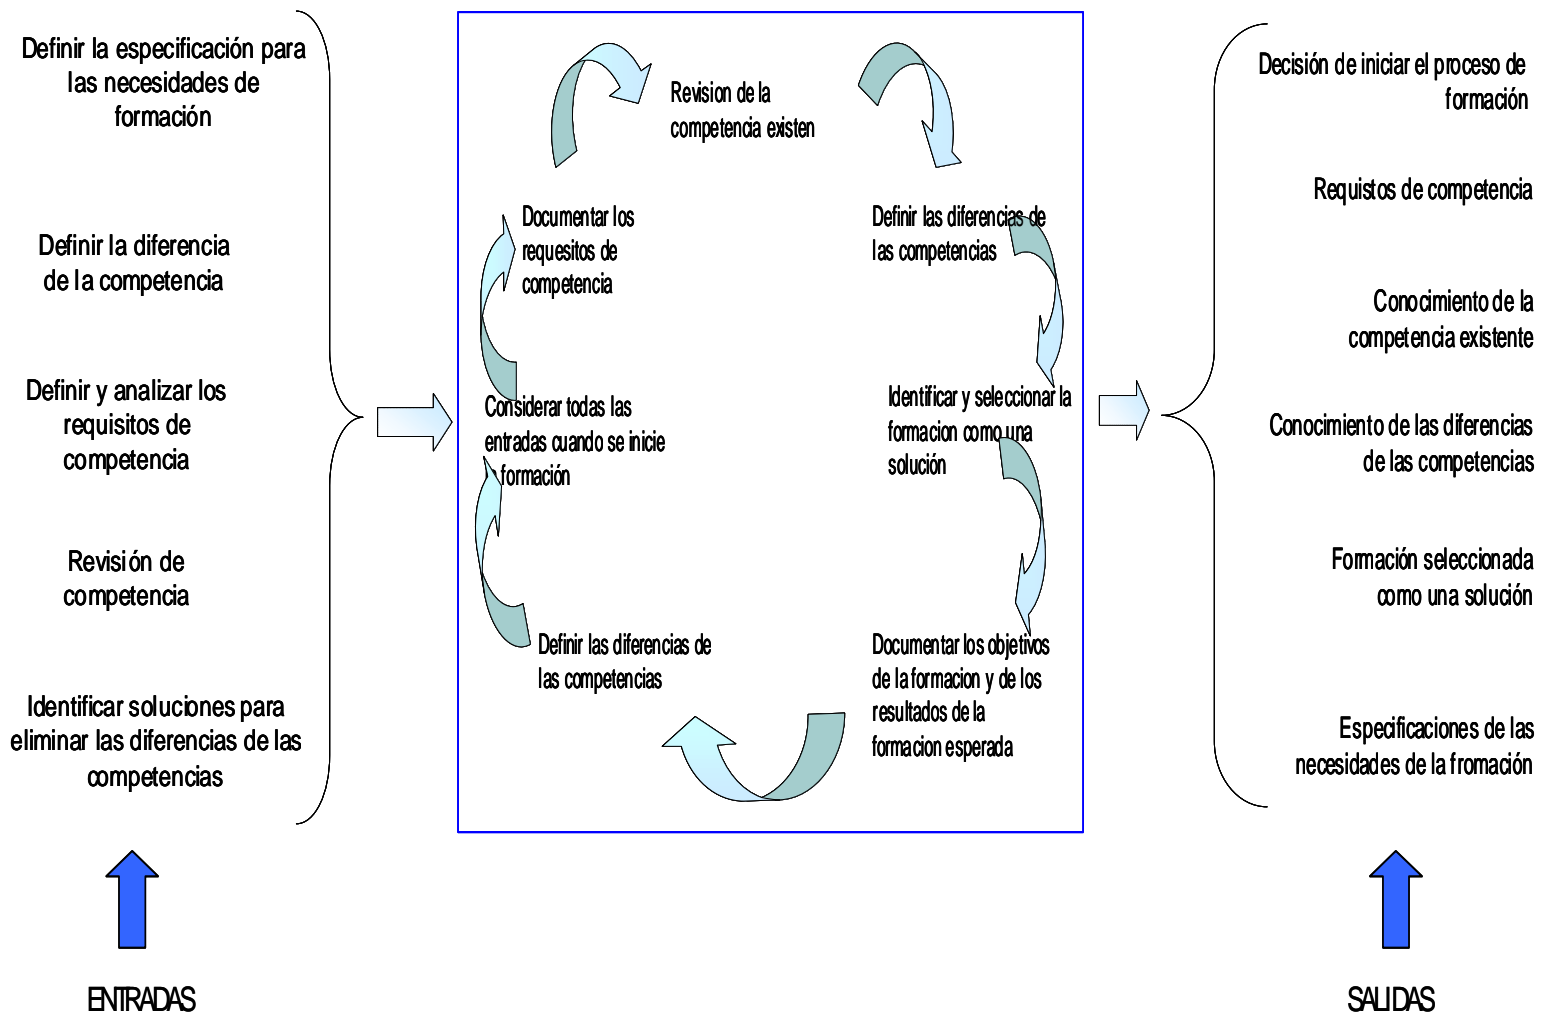 Definir la especificación para
las necesidades de
formación
Definir la diferencia
de la competencia
Definir y analizar los
requisitos de
competencia
Revisión de
competencia
Identificar soluciones para
eliminar las diferencias de las
competencias
ENTRADAS
Revision de la
competencia existen
Documentar los
requesitos de
competencia
Definir las diferencias de
las competencias
Considerar todas las
entradas cuando se inicie
formación
Identificar y seleccionar la
formacion como una
solución
Definir las diferencias de
las competencias
Documentar los objetivos
de la formacion y de los
resultados de la
formacion esperada
Decisión de iniciar el proceso de
formación
Requistos de competencia
Conocimiento de la
competencia existente
Conocimiento de las diferencias
de las competencias
Formación seleccionada
como una solución
Especificaciones de las
necesidades de la fromación
SALIDAS